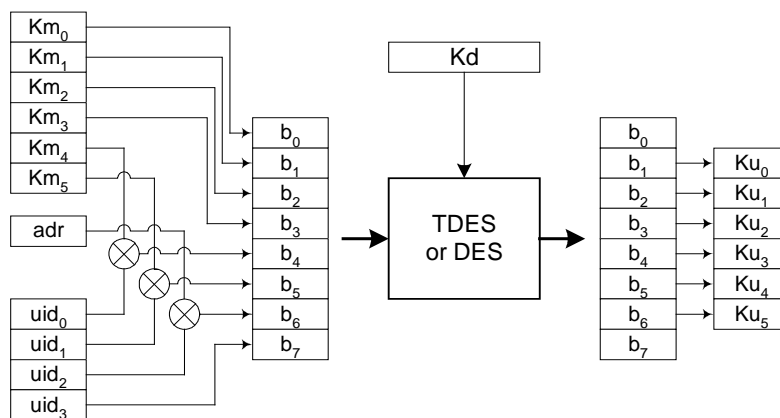 Km₀
Km₁
Km₂
Km₃
Km₄
Km₅
adr
uid₀
uid₁
uid₂
uid₃
b₀
b₁
b₂
b₃
b₄
b₅
b₆
b₇
Kd
TDES
or DES
b₀
b₁
b₂
b₃
b₄
b₅
b₆
b₇
Ku₀
Ku₁
Ku₂
Ku₃
Ku₄
Ku₅